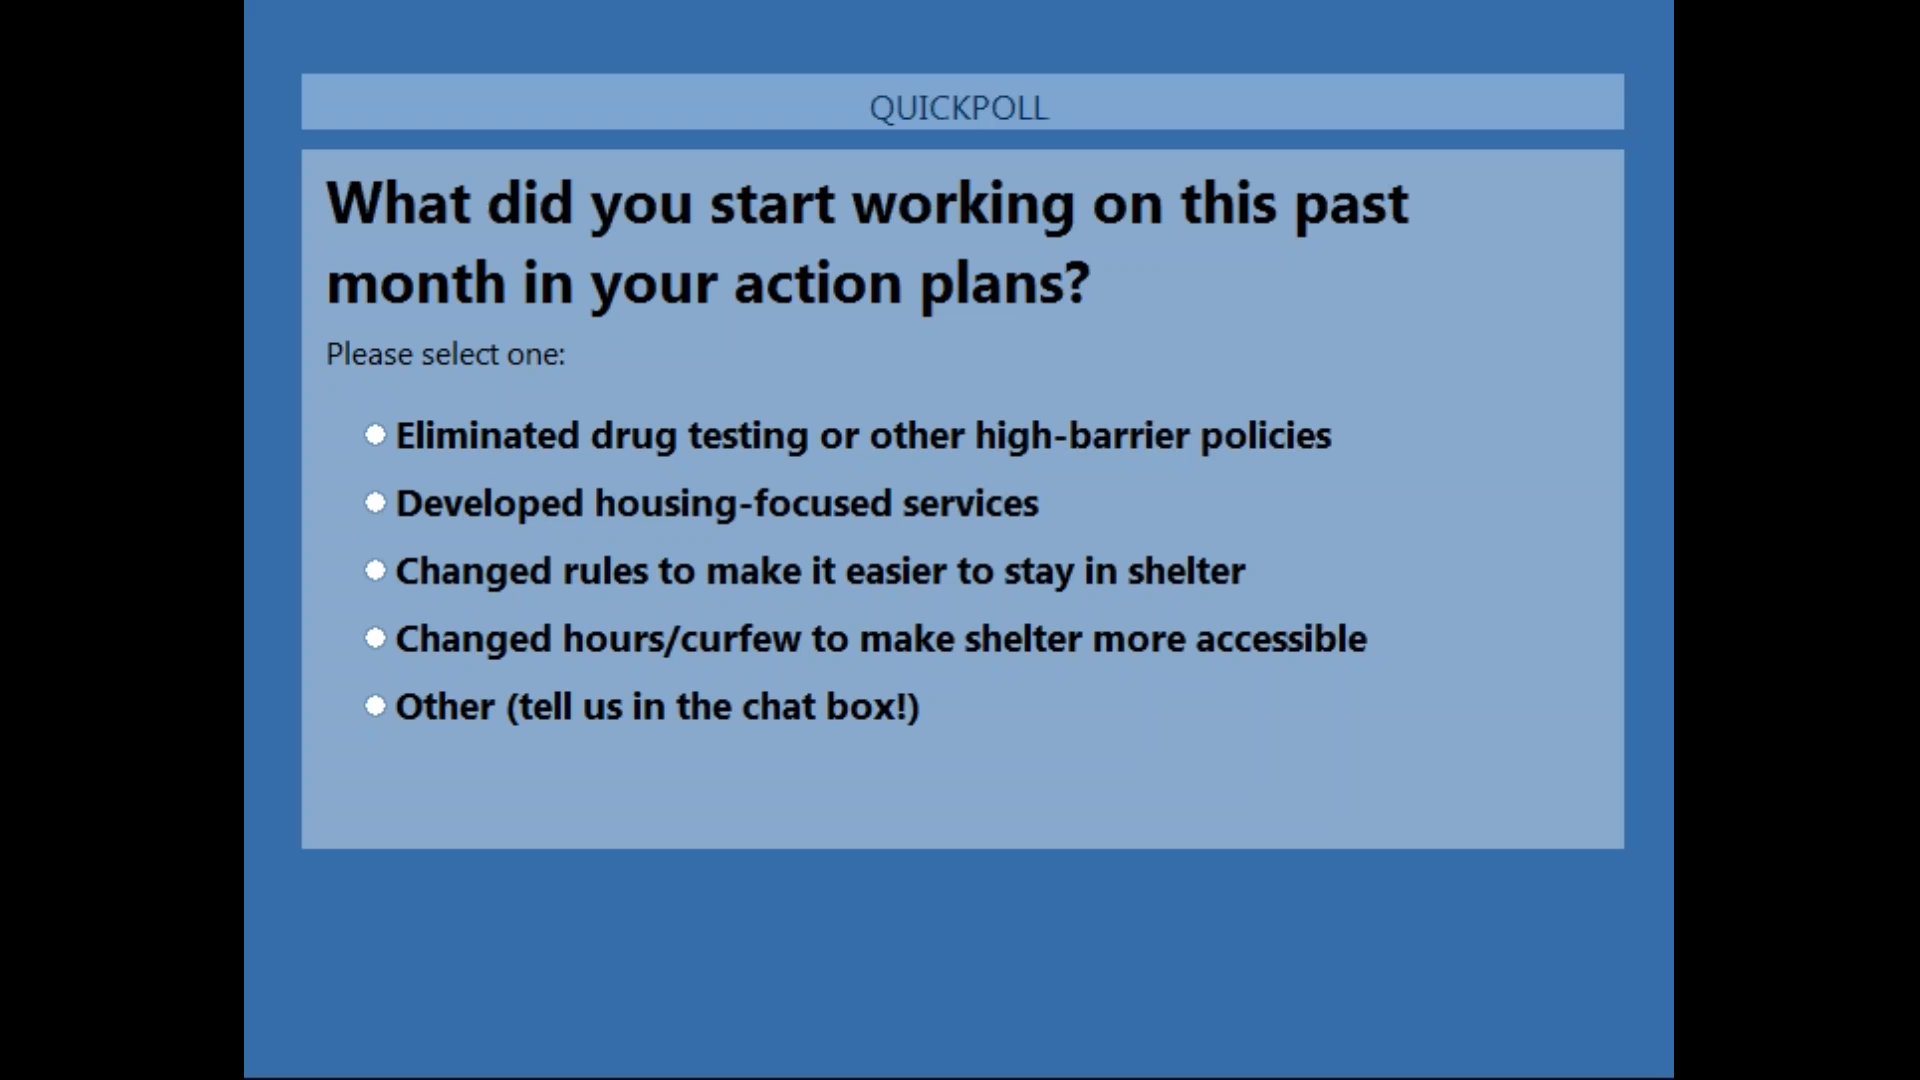 QUICKPOLL
What did you start working on this past
month in your action plans?
Please select one:
Eliminated drug testing or other high-barrier policies
Developed housing-focused services
Changed rules to make it easier to stay in shelter
Changed hours/curfew to make shelter more accessible
Other (tell us in the chat box!)